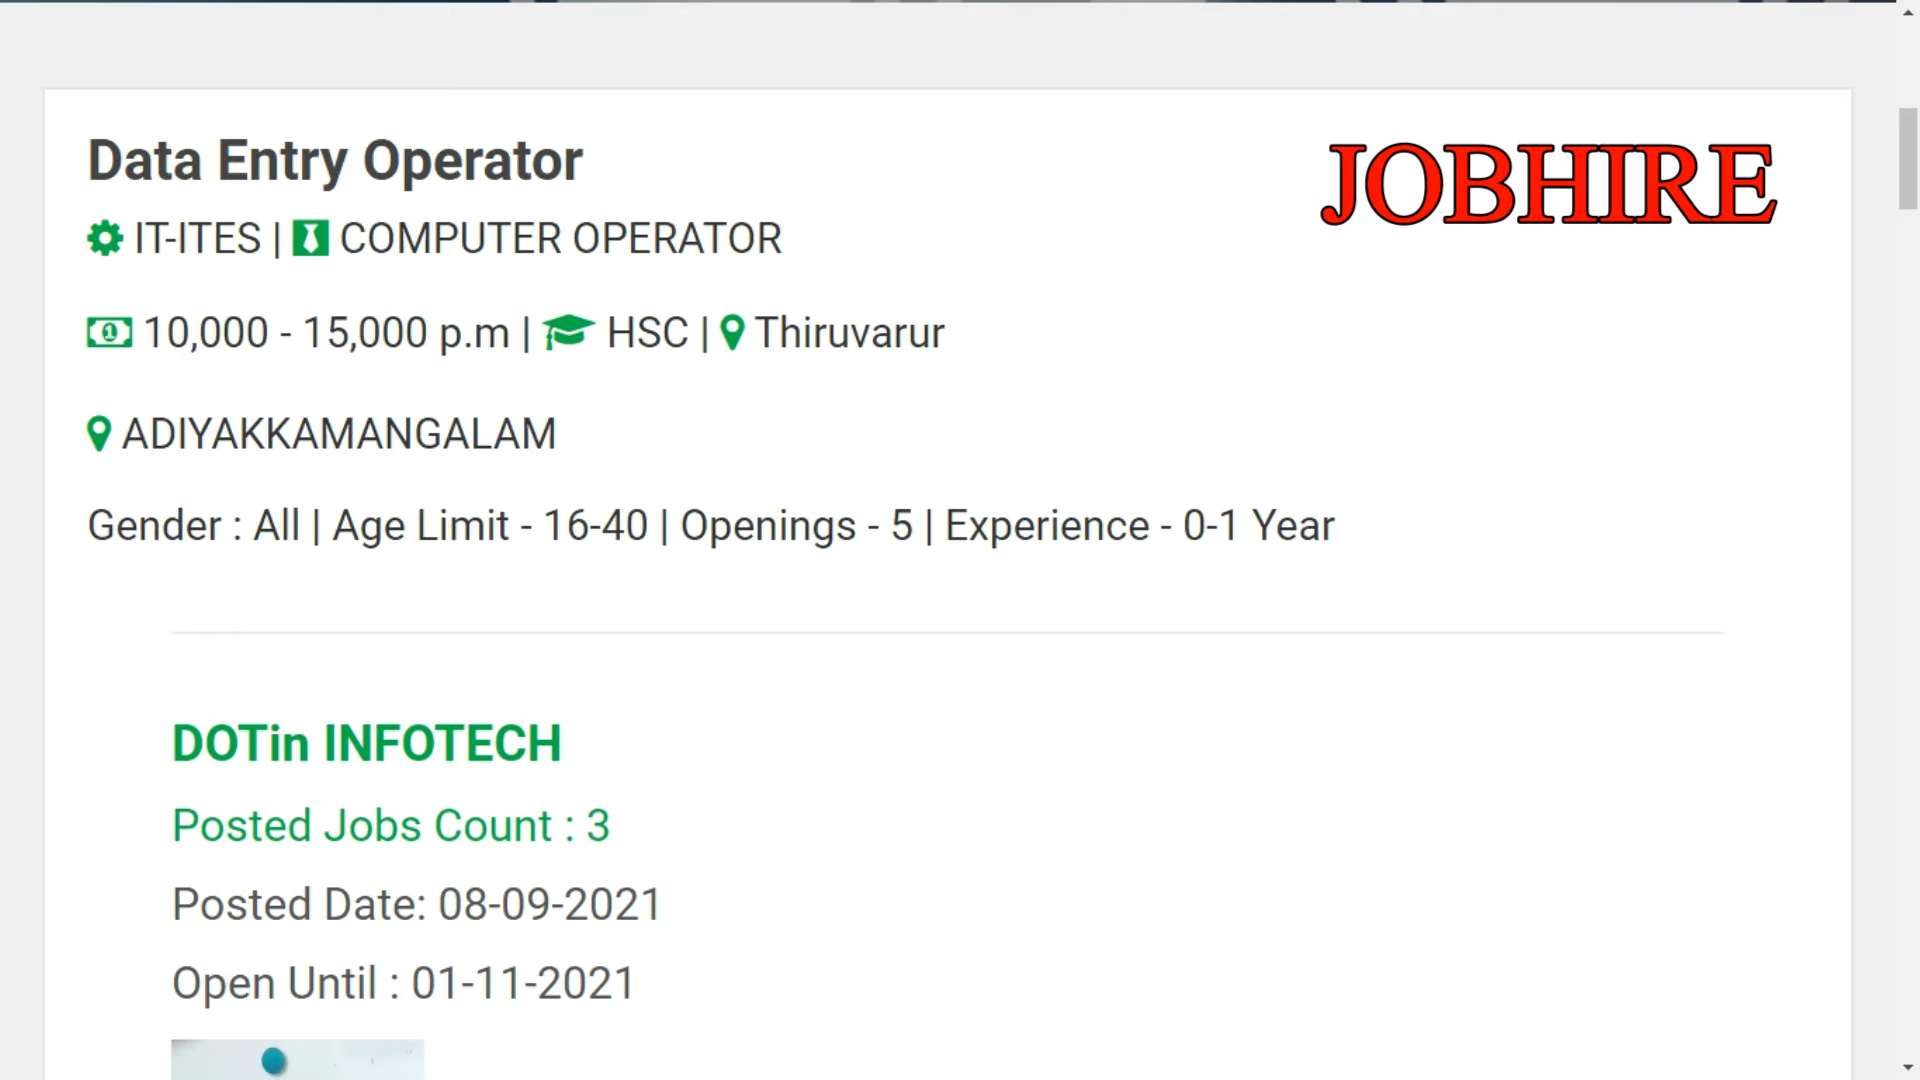 Data Entry Operator
JOBHIRE
IT-ITES | COMPUTER OPERATOR
10,000 - 15,000 p.m | HSC | Thiruvarur
ADIYAKKAMANGALAM
Gender : All | Age Limit - 16-40 | Openings - 5 | Experience - 0-1 Year
DOTin INFOTECH
Posted Jobs Count : 3
Posted Date: 08-09-2021
Open Until : 01-11-2021